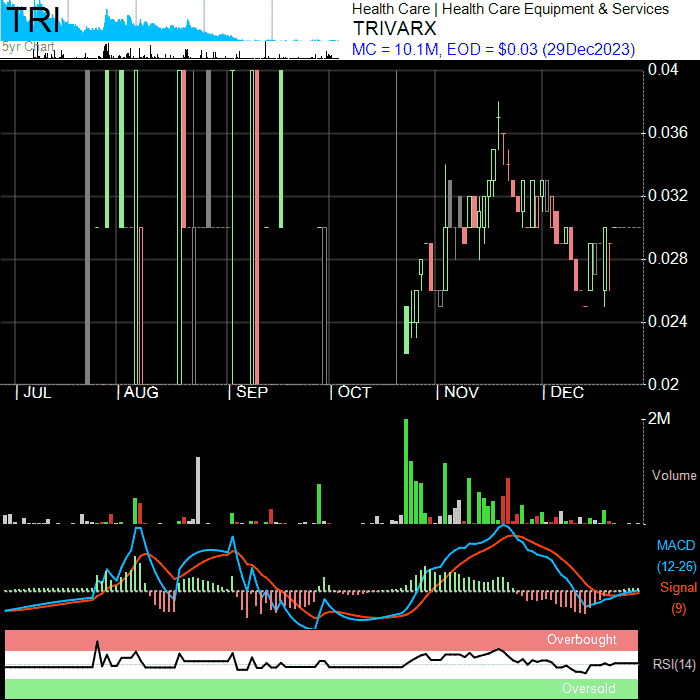 TRI
5yr Chart
Health Care | Health Care Equipment & Services
TRIVARX
MC = 10.1M, EOD = $0.03 (29Dec2023)
0.04
0.036
0.032
0.028
0.024
0.02
| JUL | AUG | SEP | OCT | NOV | DEC
2M
Volume
MACD
(12-26)
Signal
(9)
Overbought
RSI(14)
Oversold